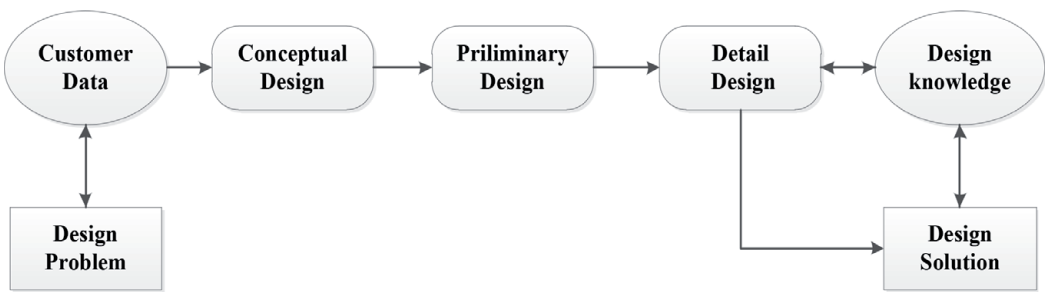 Customer
Data
Conceptual
Design
Priliminary
Design
Detail
Design
Design
knowledge
Design
Problem
Design
Solution